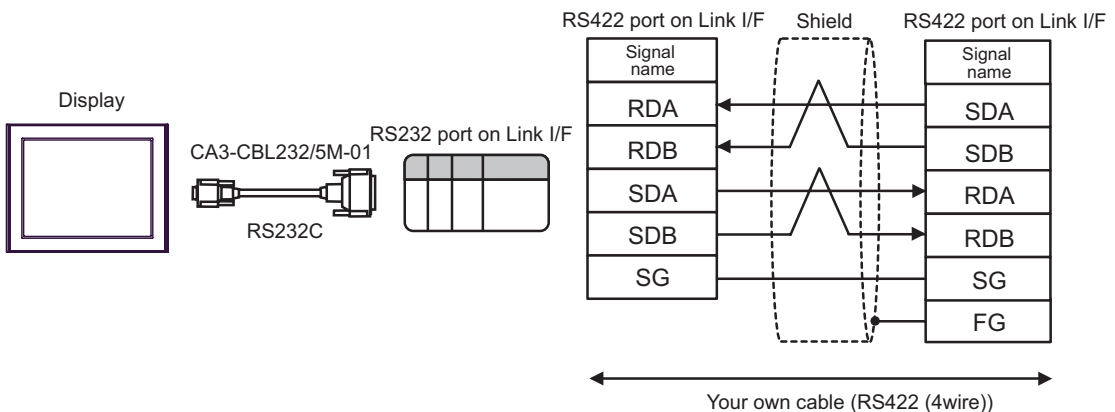 RS422 port on Link I/F
Shield
RS422 port on Link I/F
Signal
name
Signal
name
Display
RDA
SDA
RS232 port on Link I/F
CA3-CBL232/5M-01
RDB
SDB
SDA
RDA
RS232C
SDB
RDB
SG
SG
FG
Your own cable (RS422 (4wire))